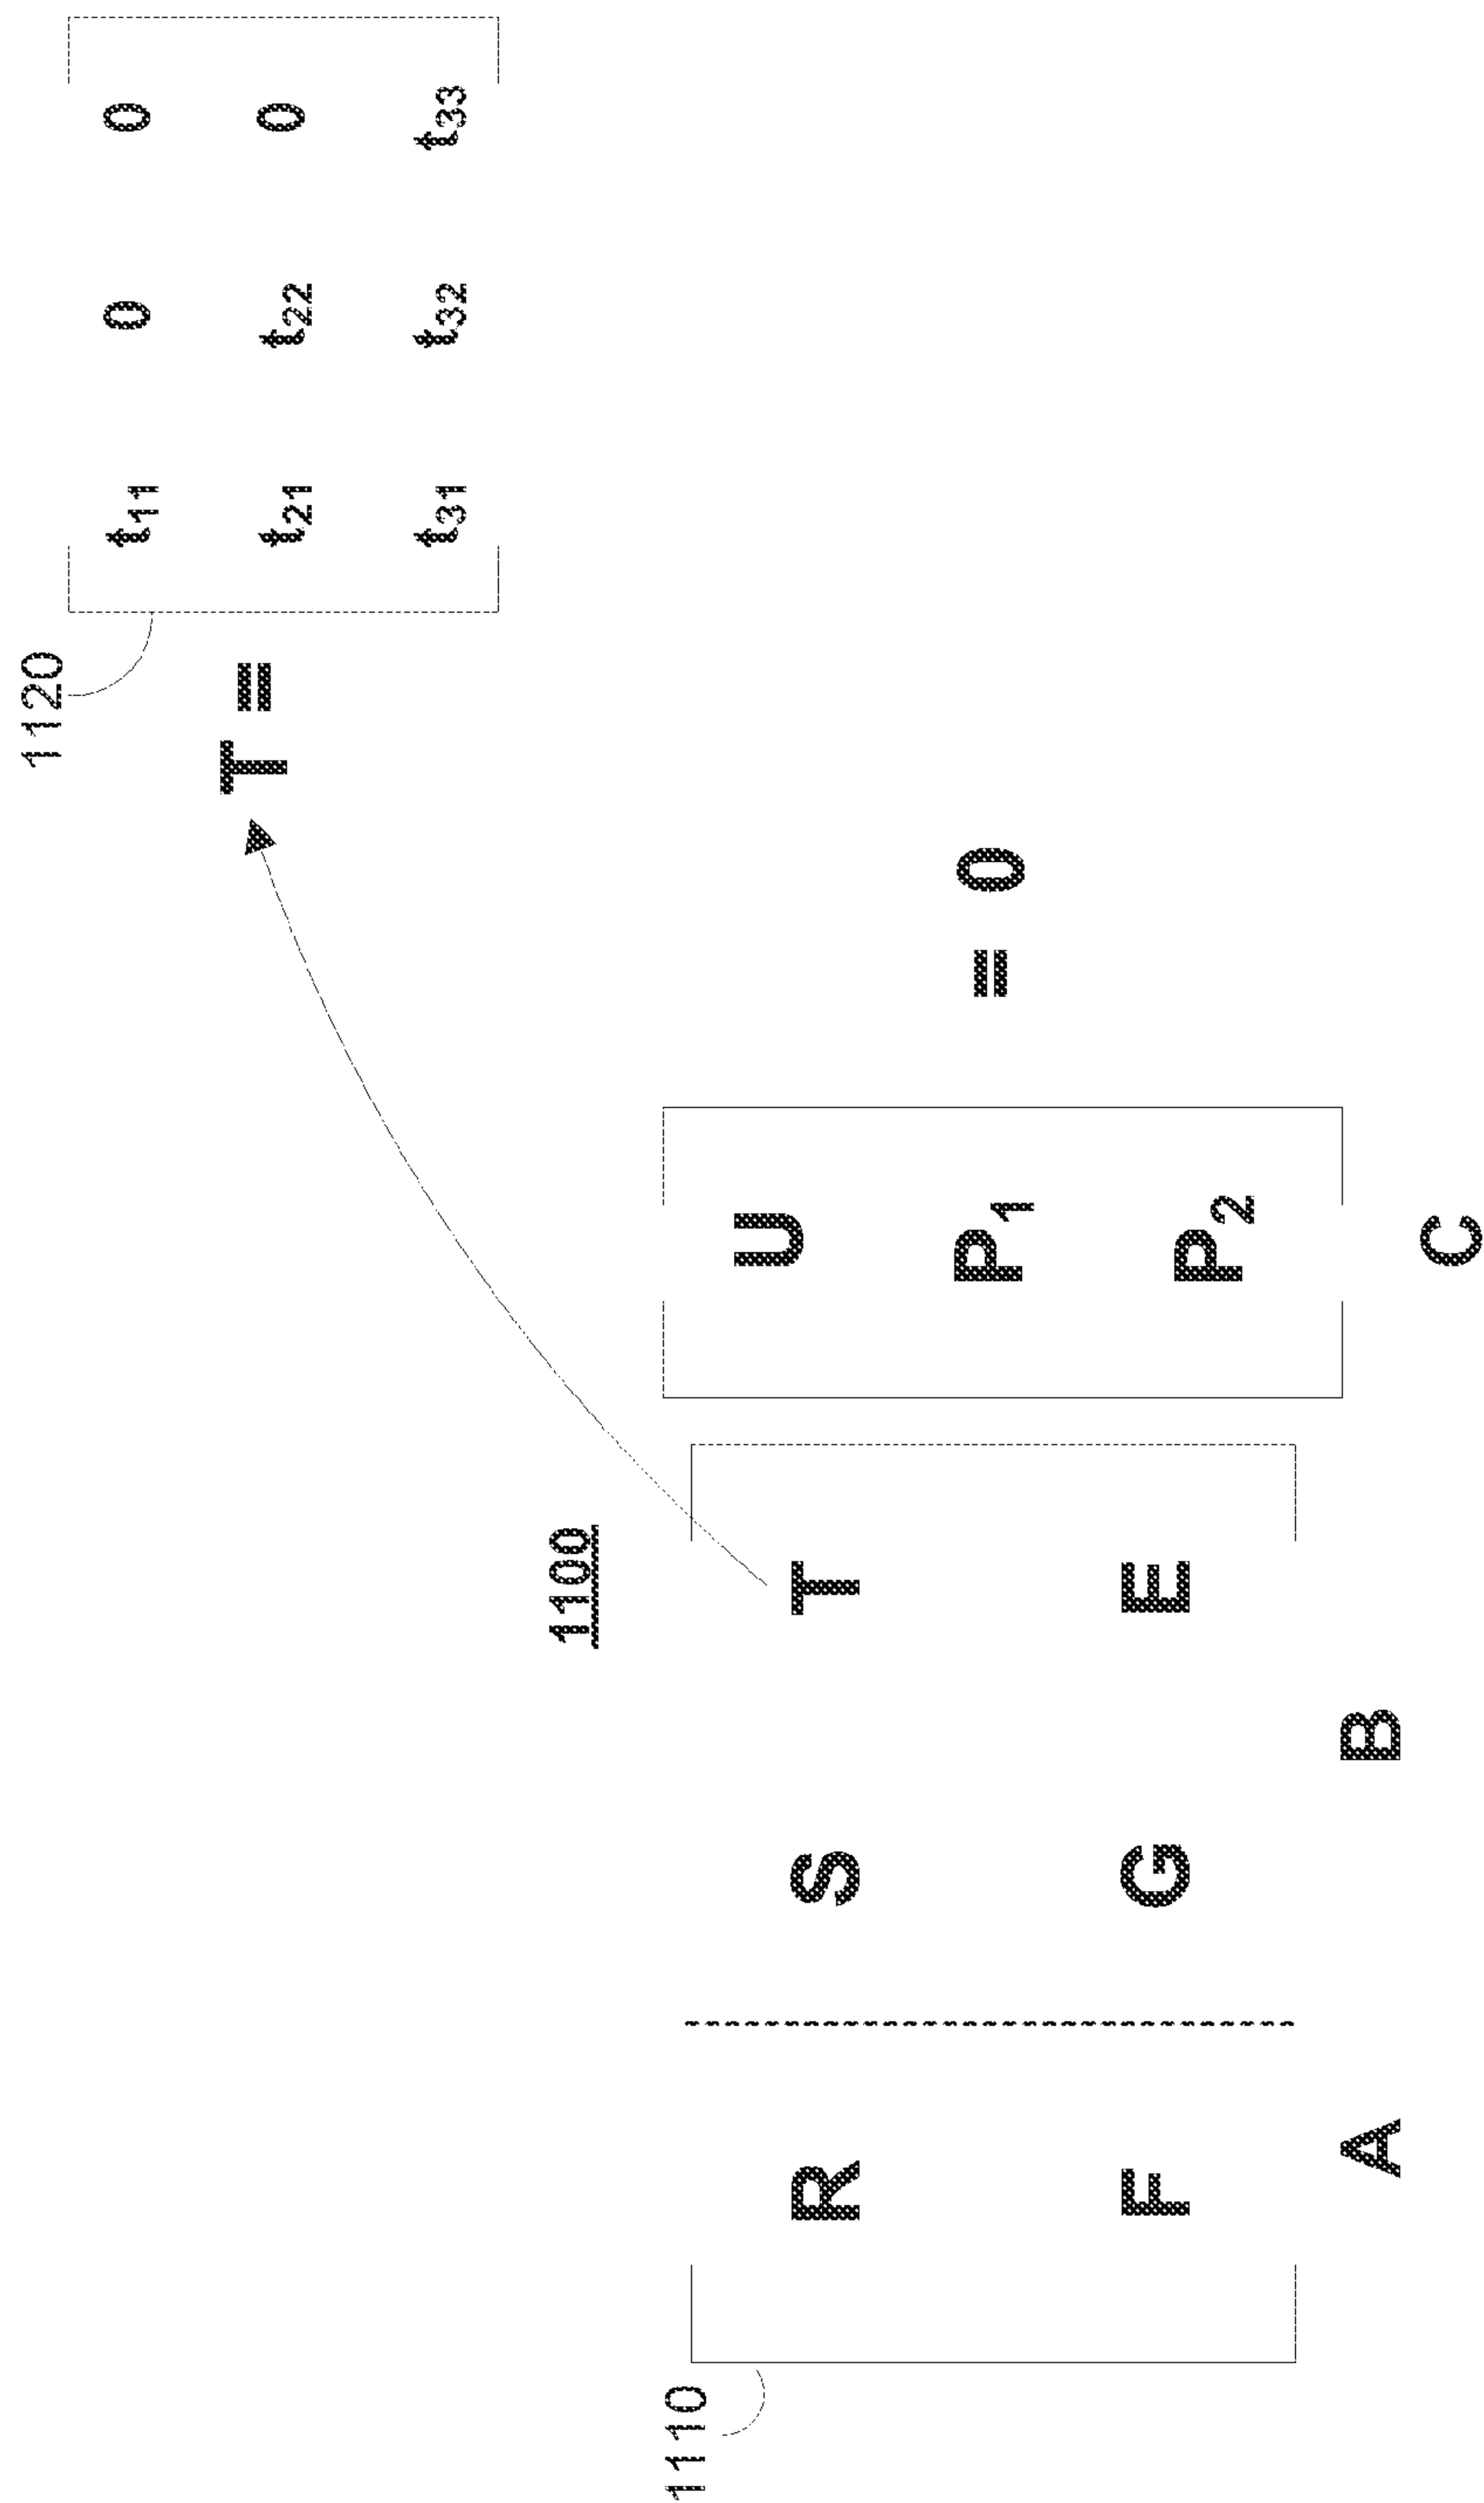 1120
t11 0 0
T = t21 t22 0
t31 t32 t33
1100
1110
R S T U
P1 = 0
F G E P2
A B C